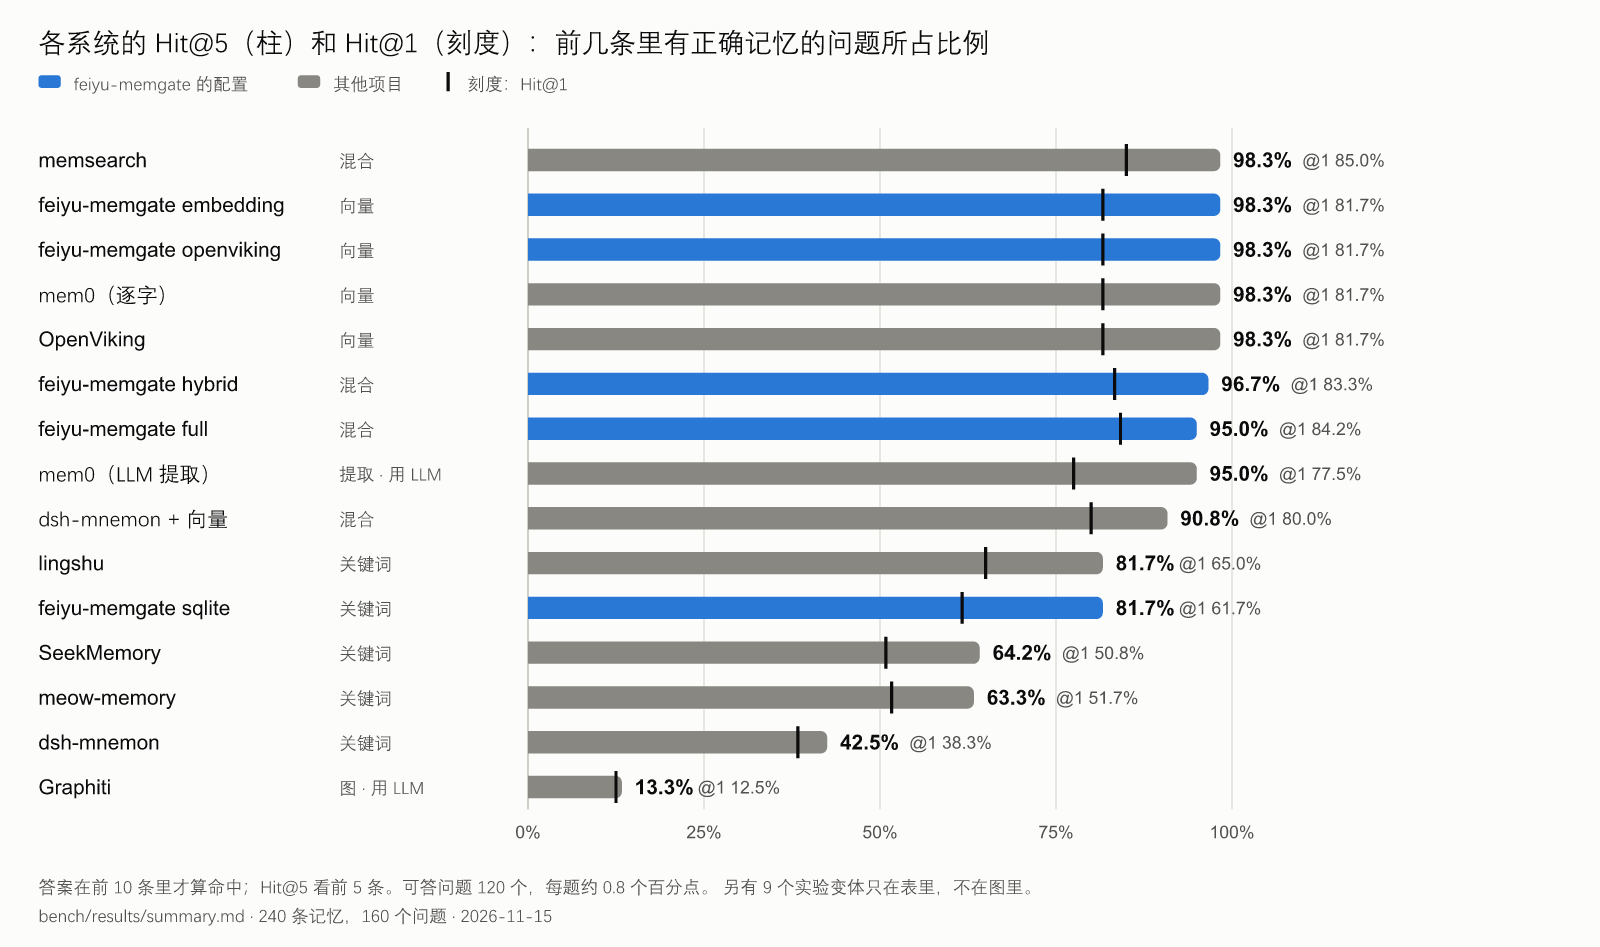 各系统的 Hit@5（柱）和 Hit@1（刻度）：前几条里有正确记忆的问题所占比例
feiyu-memgate 的配置 其他项目 刻度：Hit@1
memsearch 混合 98.3% @1 85.0%
feiyu-memgate embedding 向量 98.3% @1 81.7%
feiyu-memgate openviking 向量 98.3% @1 81.7%
mem0（逐字） 向量 98.3% @1 81.7%
OpenViking 向量 98.3% @1 81.7%
feiyu-memgate hybrid 混合 96.7% @1 83.3%
feiyu-memgate full 混合 95.0% @1 84.2%
mem0（LLM 提取） 提取 · 用 LLM 95.0% @1 77.5%
dsh-mnemon + 向量 混合 90.8% @1 80.0%
lingshu 关键词 81.7% @1 65.0%
feiyu-memgate sqlite 关键词 81.7% @1 61.7%
SeekMemory 关键词 64.2% @1 50.8%
meow-memory 关键词 63.3% @1 51.7%
dsh-mnemon 关键词 42.5% @1 38.3%
Graphiti 图 · 用 LLM 13.3% @1 12.5%
0% 25% 50% 75% 100%
答案在前 10 条里才算命中；Hit@5 看前 5 条。可答问题 120 个，每题约 0.8 个百分点。 另有 9 个实验变体只在表里，不在图里。
bench/results/summary.md · 240 条记忆，160 个问题 · 2026-11-15